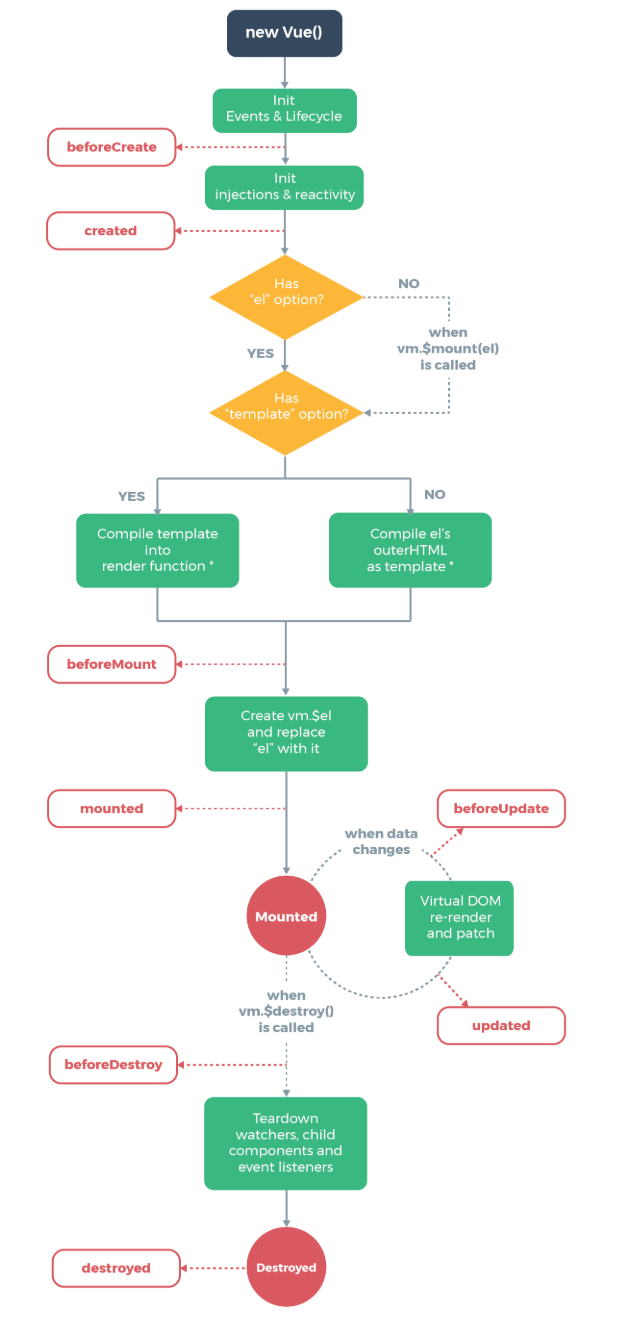 new Vue()
Init
Events & Lifecycle
beforeCreate
Init
injections & reactivity
created
Has
“el” option?
NO
when
vm.$mount(el)
is called
YES
Has
“template” option?
YES
NO
Compile template
into
render function *
Compile el’s
outerHTML
as template *
beforeMount
Create vm.$el
and replace
“el” with it
mounted
beforeUpdate
when data
changes
Mounted
Virtual DOM
re-render
and patch
when
vm.$destroy()
is called
updated
beforeDestroy
Teardown
watchers, child
components and
event listeners
destroyed
Destroyed